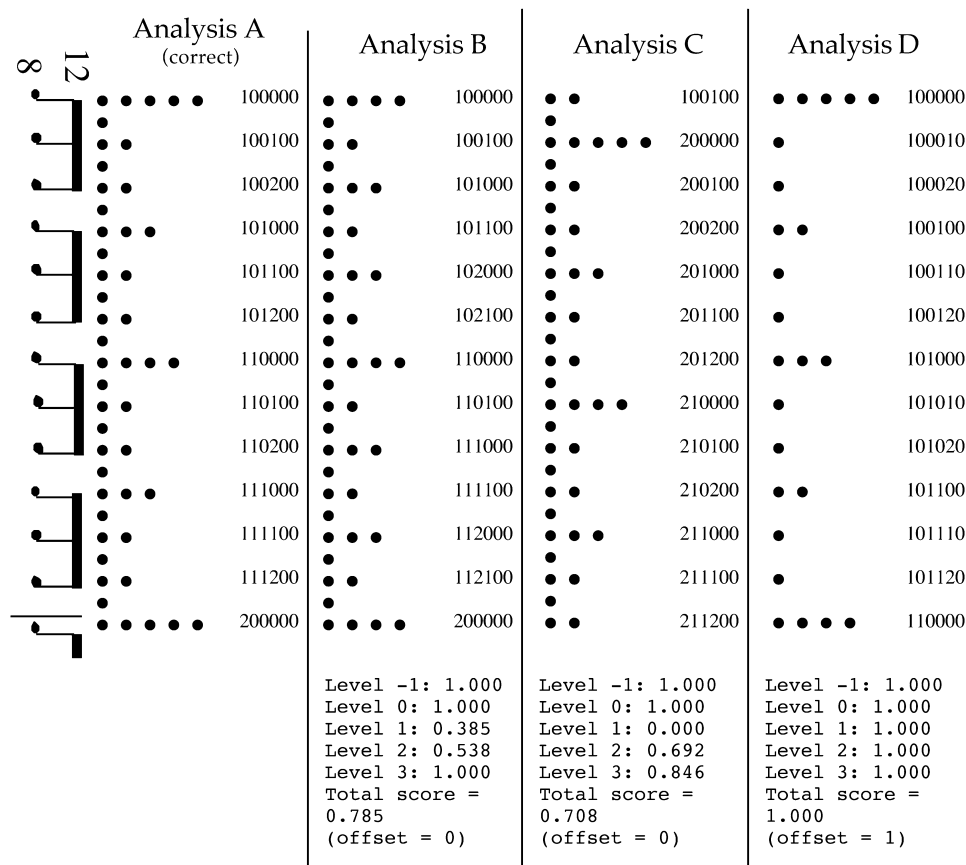 Analysis A
(correct)
12
8
100000
100100
100200
101000
101100
101200
110000
110100
110200
111000
111100
111200
200000
Analysis B
100000
100100
101000
101100
102000
102100
110000
110100
111000
111100
112000
112100
200000
Level -1: 1.000
Level 0: 1.000
Level 1: 0.385
Level 2: 0.538
Level 3: 1.000
Total score =
0.785
(offset = 0)
Analysis C
100100
200000
200100
200200
201000
201100
201200
210000
210100
210200
211000
211100
211200
Level -1: 1.000
Level 0: 1.000
Level 1: 0.000
Level 2: 0.692
Level 3: 0.846
Total score =
0.708
(offset = 0)
Analysis D
100000
100010
100020
100100
100110
100120
101000
101010
101020
101100
101110
101120
110000
Level -1: 1.000
Level 0: 1.000
Level 1: 1.000
Level 2: 1.000
Level 3: 1.000
Total score =
1.000
(offset = 1)